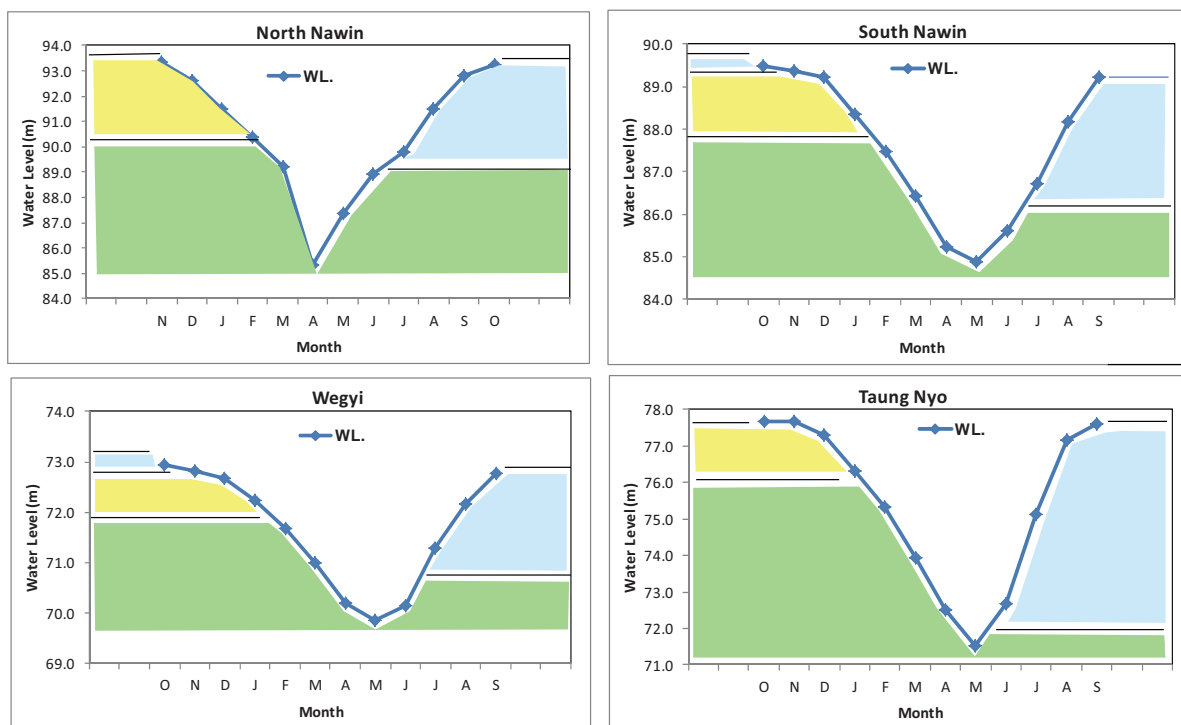 North Nawin
WL.
Water Level (m)
94.0
93.0
92.0
91.0
90.0
89.0
88.0
87.0
86.0
85.0
84.0
N D J F M A M J J A S O
Month
South Nawin
WL.
Water Level (m)
90.0
89.0
88.0
87.0
86.0
85.0
84.0
O N D J F M A M J J A S
Month
Wegyi
WL.
Water Level (m)
74.0
73.0
72.0
71.0
70.0
69.0
O N D J F M A M J J A S
Month
Taung Nyo
WL.
Water Level (m)
78.0
77.0
76.0
75.0
74.0
73.0
72.0
71.0
O N D J F M A M J J A S
Month